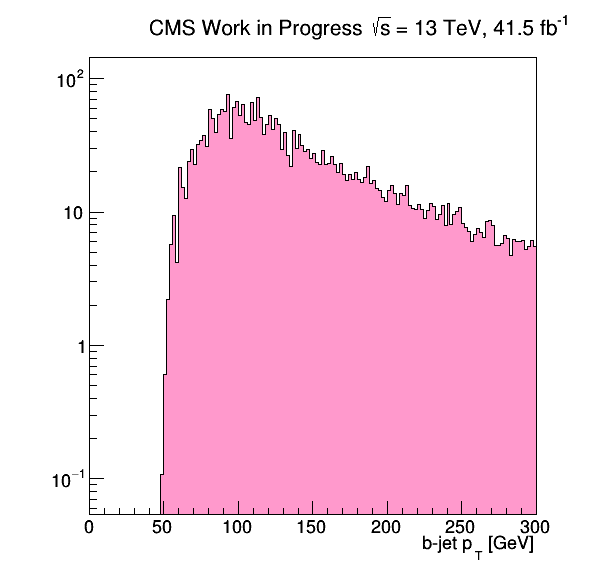 CMS Work in Progress √s = 13 TeV, 41.5 fb⁻¹
10²
10
1
10⁻¹
0 50 100 150 200 250 300
b-jet p_T [GeV]